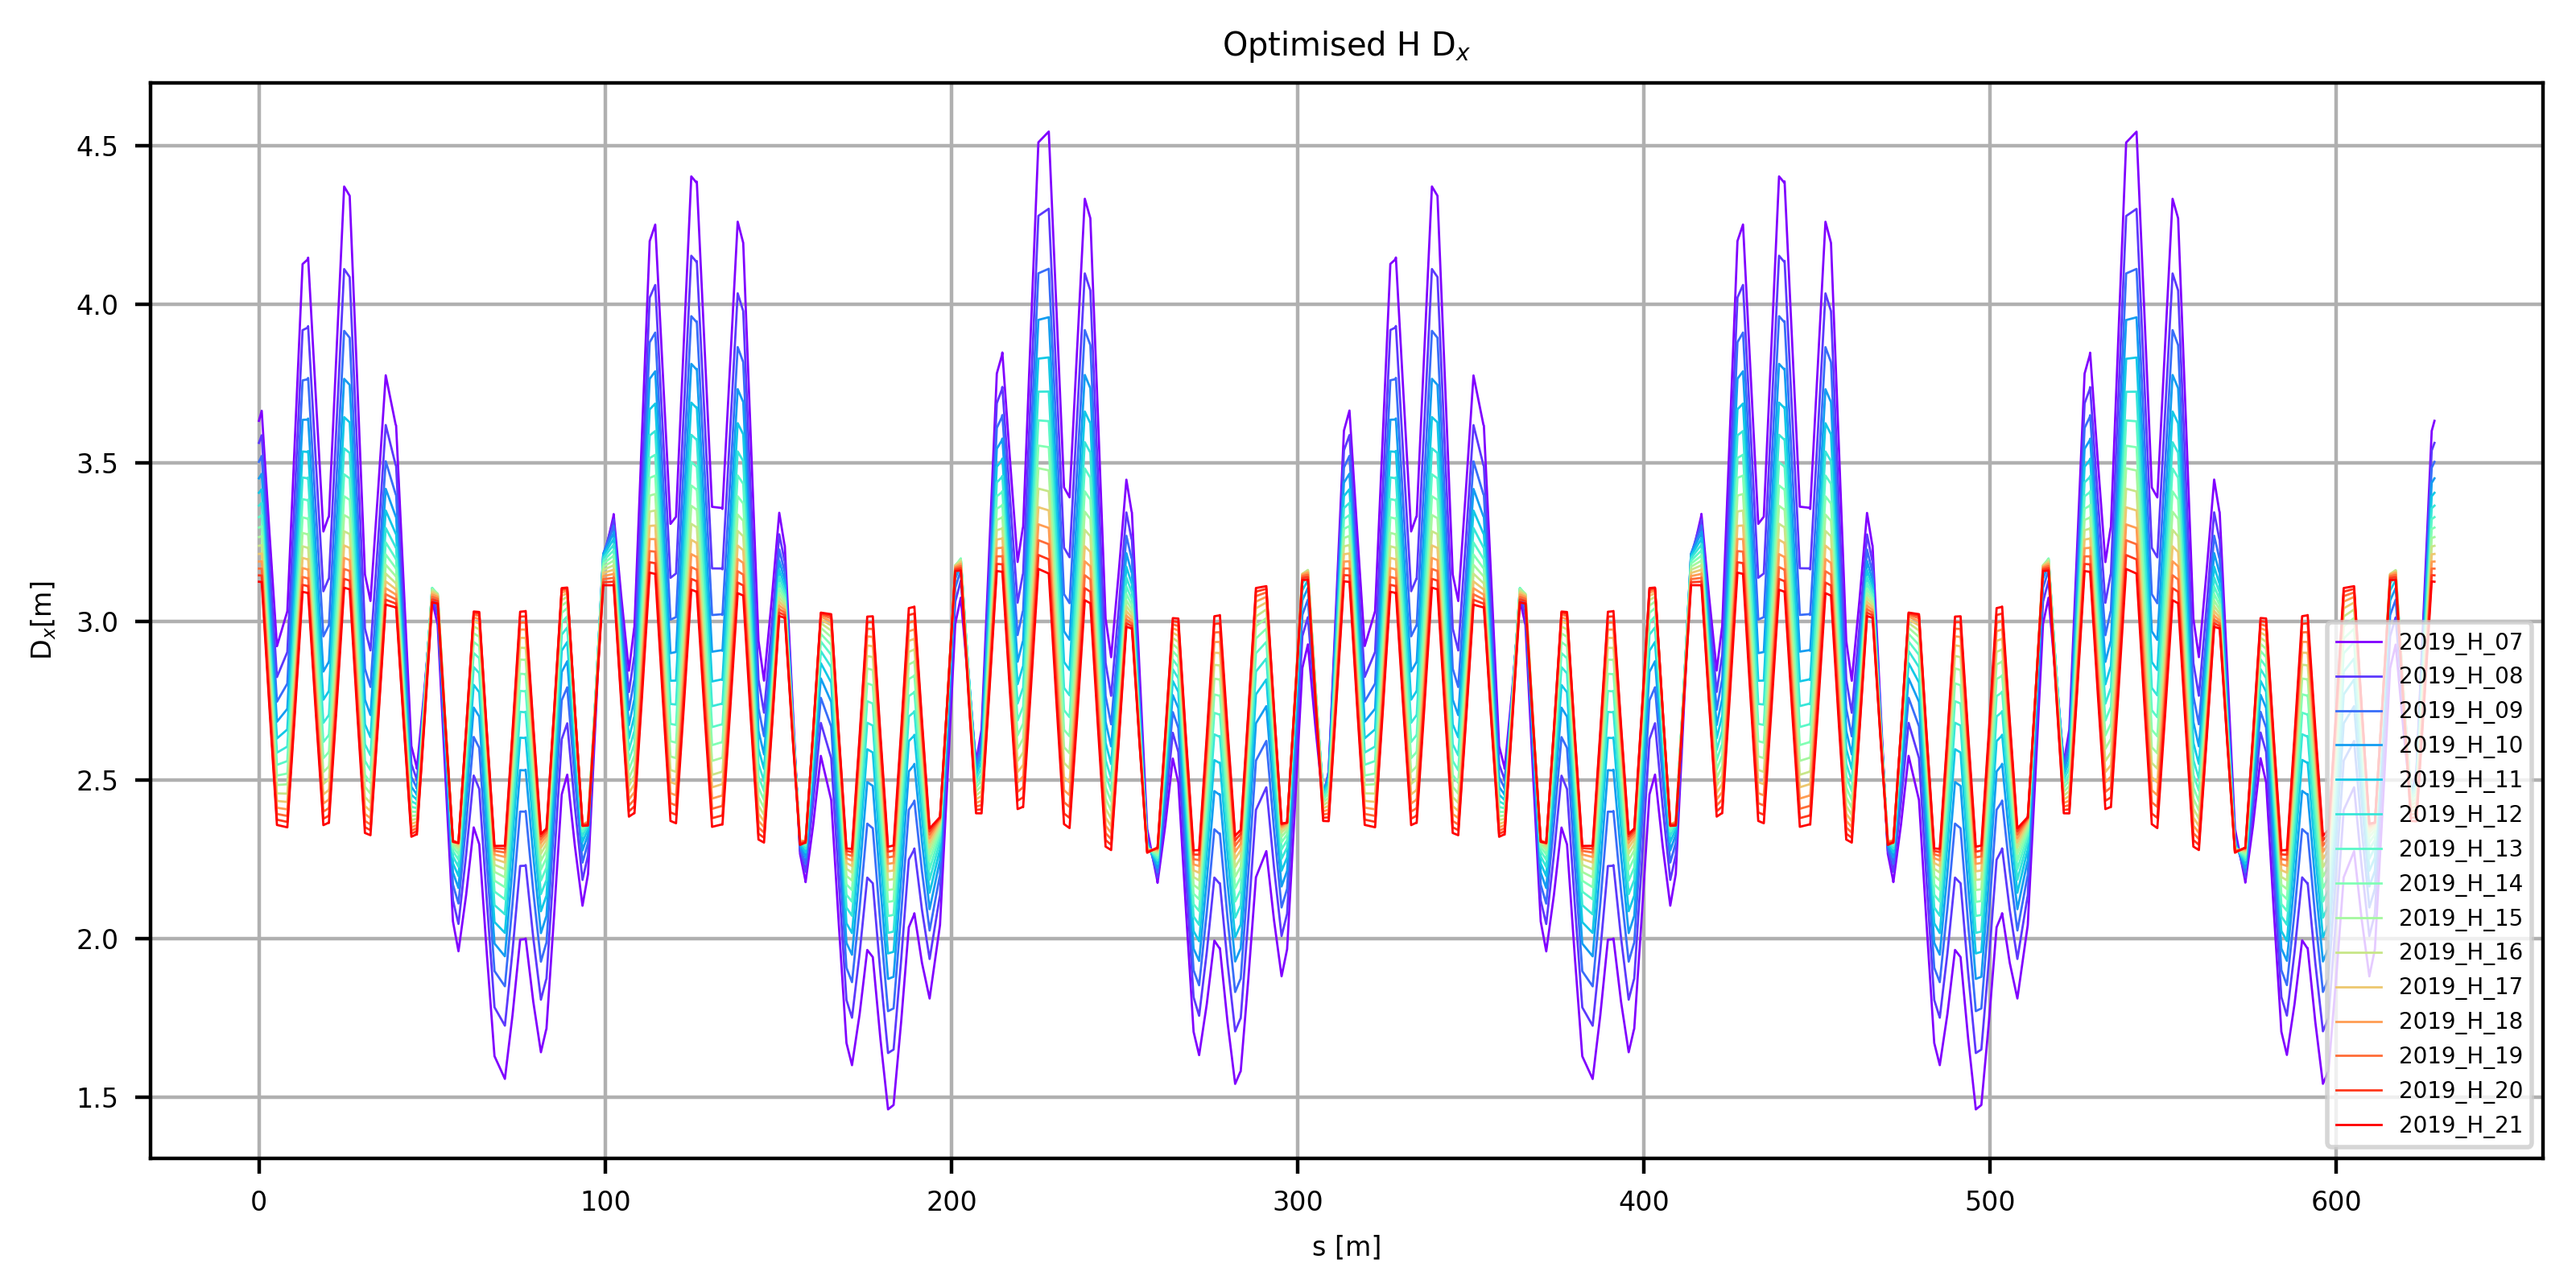 Optimised H Dₓ
Dₓ[m]
4.5
4.0
3.5
3.0
2.5
2.0
1.5
0 100 200 300 400 500 600
s [m]
2019_H_07
2019_H_08
2019_H_09
2019_H_10
2019_H_11
2019_H_12
2019_H_13
2019_H_14
2019_H_15
2019_H_16
2019_H_17
2019_H_18
2019_H_19
2019_H_20
2019_H_21